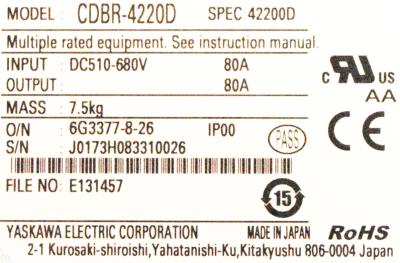 MODEL : CDBR-4220D SPEC 42200D
Multiple rated equipment. See instruction manual.
INPUT : DC510-680V 80A
OUTPUT : 80A
MASS : 7.5kg
O/N : 6G3377-8-26 IP00
S/N : J0173H083310026
PASS
FILE NO: E131457
15
c RU US
AA
CE
YASKAWA ELECTRIC CORPORATION MADE IN JAPAN RoHS
2-1 Kurosaki-shiroishi,Yahatanishi-Ku,Kitakyushu 806-0004 Japan